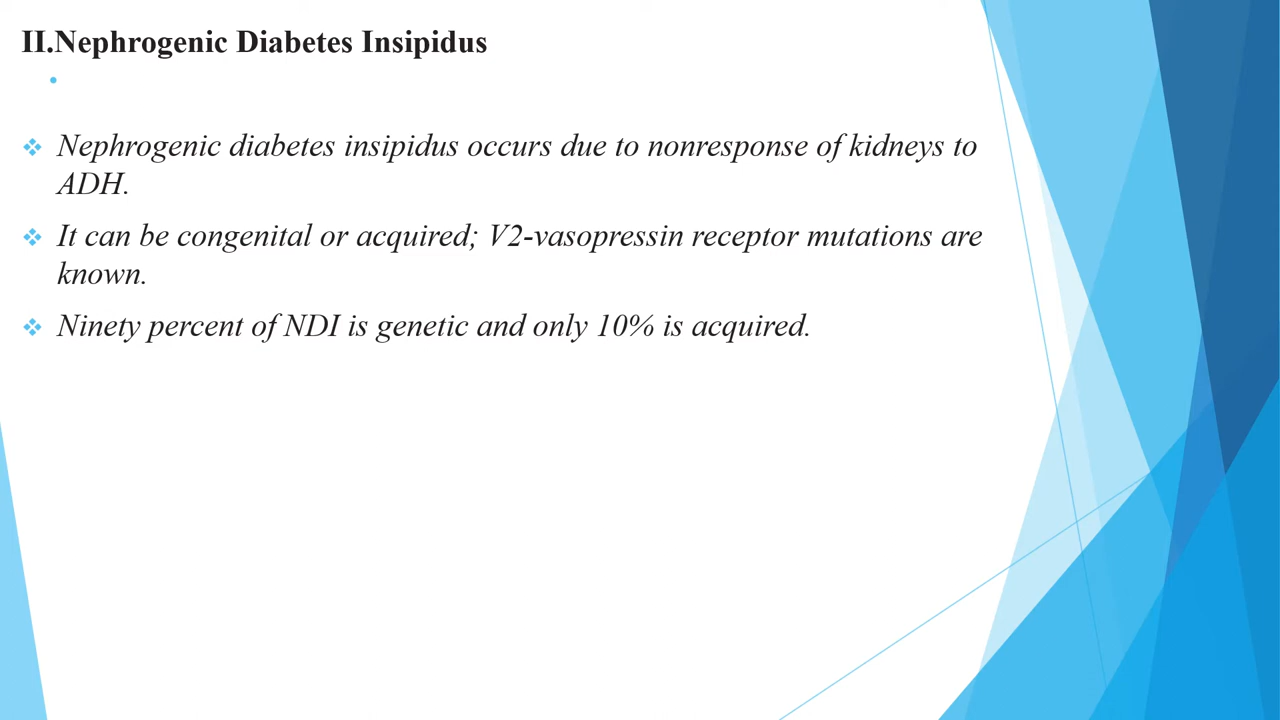 II.Nephrogenic Diabetes Insipidus
Nephrogenic diabetes insipidus occurs due to nonresponse of kidneys to
ADH.
It can be congenital or acquired; V2-vasopressin receptor mutations are
known.
Ninety percent of NDI is genetic and only 10% is acquired.